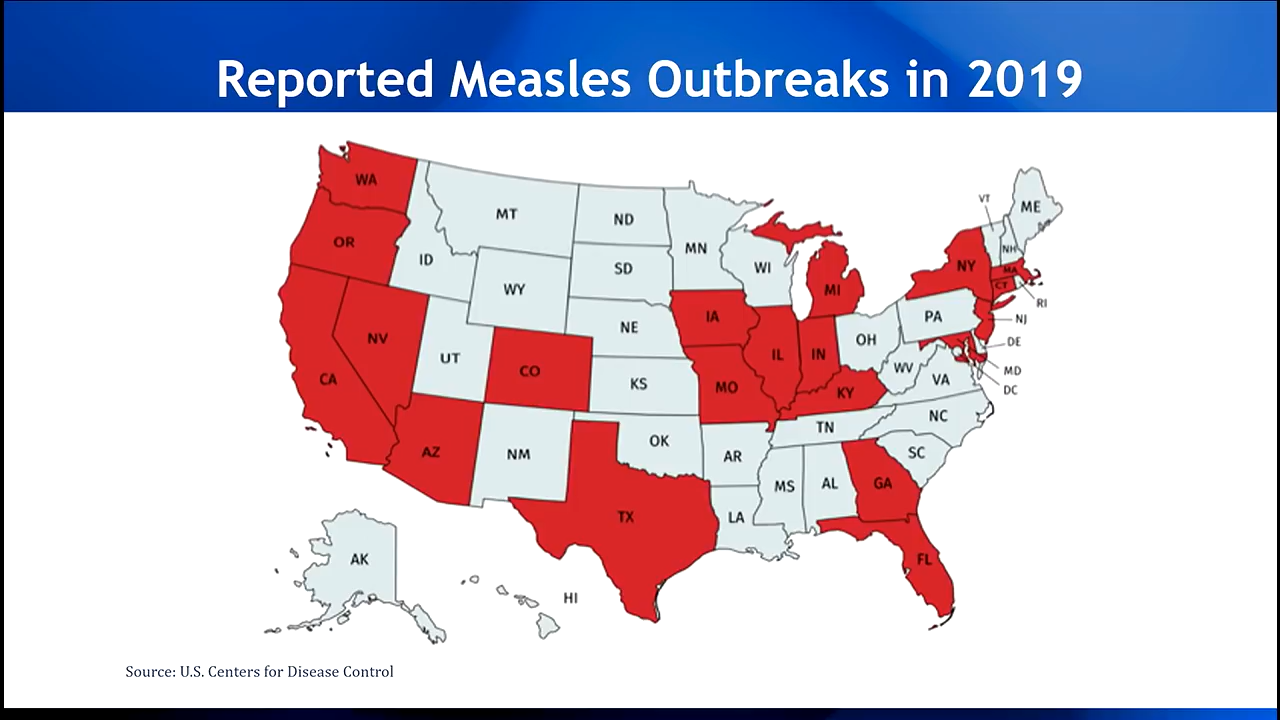 Reported Measles Outbreaks in 2019
WA
MT
ND
MN
VT
ME
OR
ID
SD
WI
NH
NY
MA
CT
WY
MI
RI
NE
IA
PA
NJ
NV
UT
CO
KS
IL
IN
OH
DE
CA
MO
WV
VA
MD
KY
DC
AZ
NM
OK
AR
TN
NC
SC
MS
AL
GA
TX
LA
AK
HI
FL
Source: U.S. Centers for Disease Control